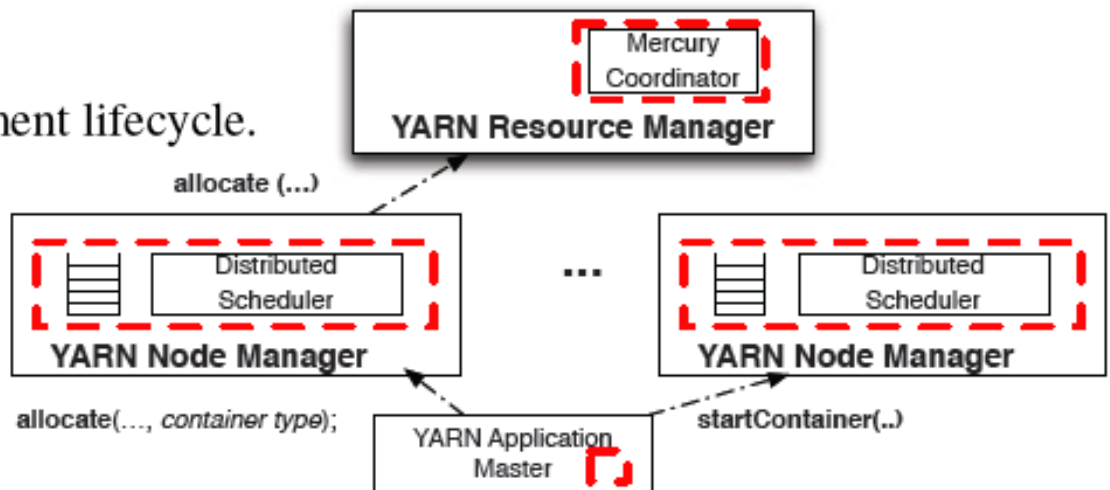 Mercury
Coordinator
YARN Resource Manager
nent lifecycle.
allocate (...)
Distributed
Scheduler
YARN Node Manager
...
Distributed
Scheduler
YARN Node Manager
allocate(..., container type);
YARN Application
Master
startContainer(..)